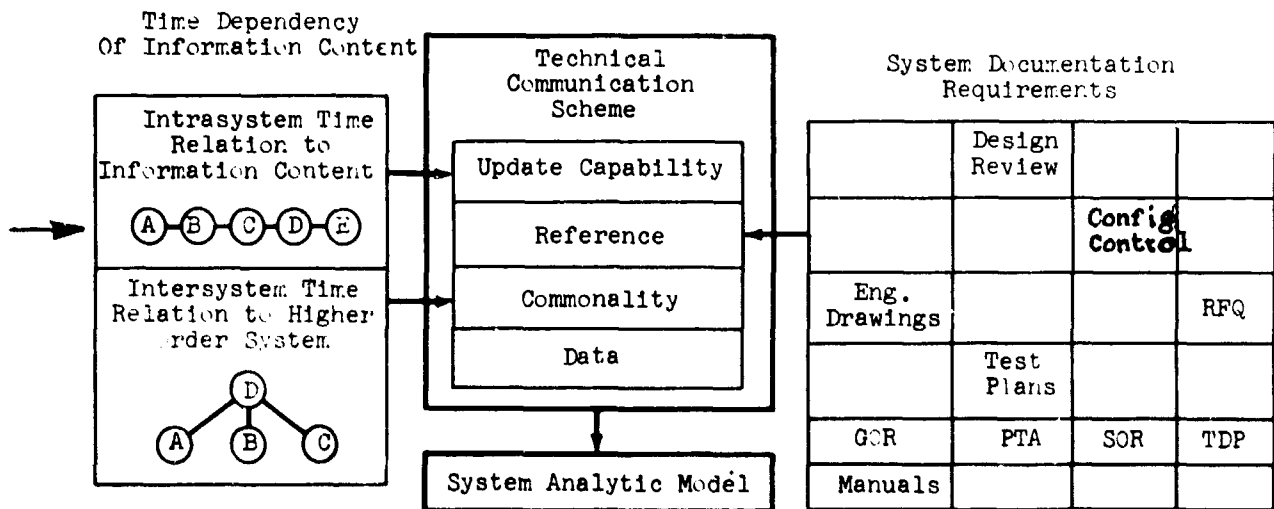 Time Dependency
Of Information Content
Intrasystem Time
Relation to
Information Content
A B C D E
Intersystem Time
Relation to Higher
rder System
D
A B C
Technical
Communication
Scheme
Update Capability
Reference
Commonality
Data
System Analytic Model
System Documentation
Requirements
Design
Review
Config
Control
Eng.
Drawings
RFQ
Test
Plans
GOR PTA SOR TDP
Manuals